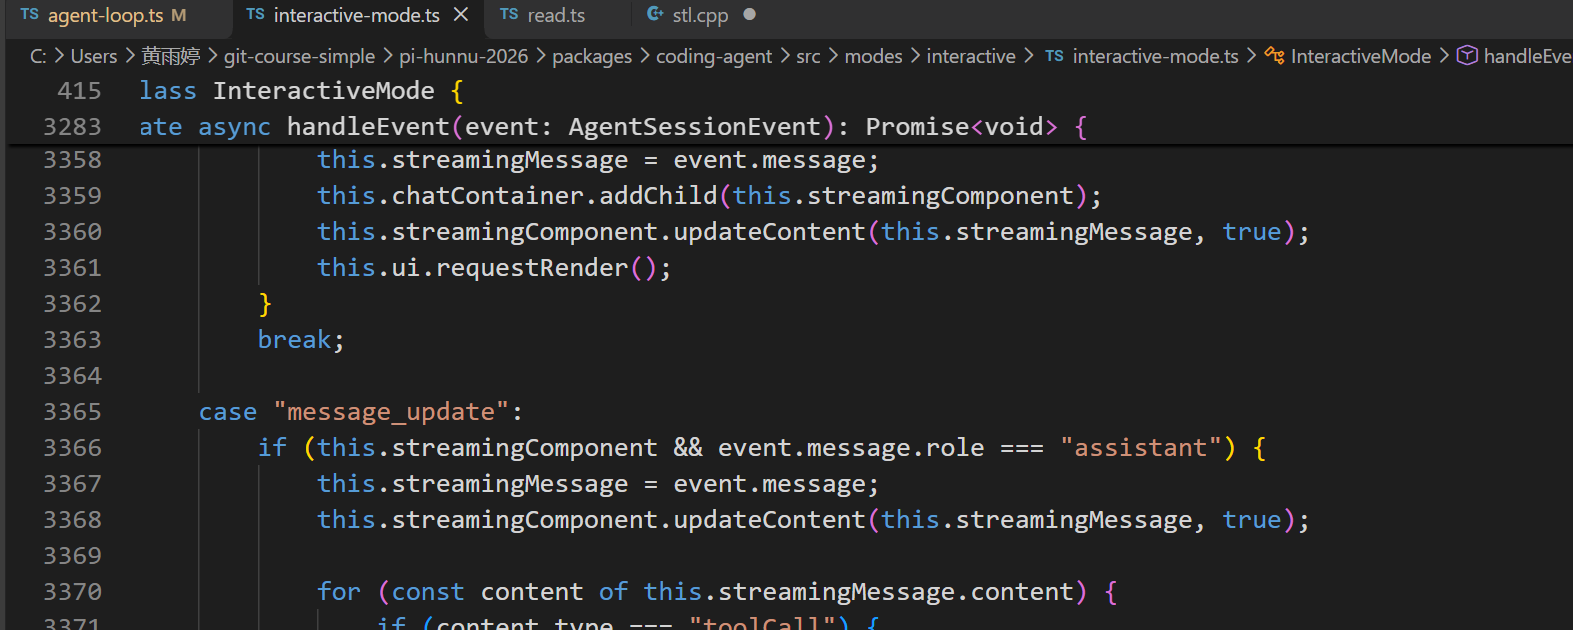 TS agent-loop.ts M TS interactive-mode.ts TS read.ts stl.cpp
C: > Users > 黄雨婷 > git-course-simple > pi-hunnu-2026 > packages > coding-agent > src > modes > interactive > TS interactive-mode.ts > InteractiveMode > handleEve
415 lass InteractiveMode {
3283 ate async handleEvent(event: AgentSessionEvent): Promise<void> {
3358 this.streamingMessage = event.message;
3359 this.chatContainer.addChild(this.streamingComponent);
3360 this.streamingComponent.updateContent(this.streamingMessage, true);
3361 this.ui.requestRender();
3362 }
3363 break;
3364
3365 case "message_update":
3366 if (this.streamingComponent && event.message.role === "assistant") {
3367 this.streamingMessage = event.message;
3368 this.streamingComponent.updateContent(this.streamingMessage, true);
3369
3370 for (const content of this.streamingMessage.content) {
3371 if (content.type === "toolCall") {